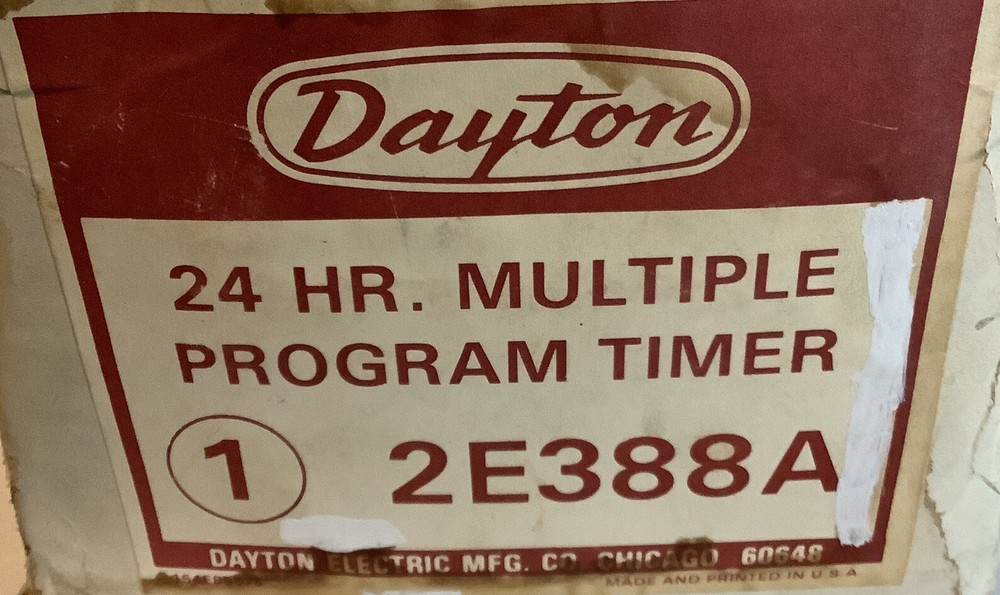 Dayton
24 HR. MULTIPLE
PROGRAM TIMER
1 2E388A
DAYTON ELECTRIC MFG. CO. CHICAGO 60648
MADE AND PRINTED IN U S A